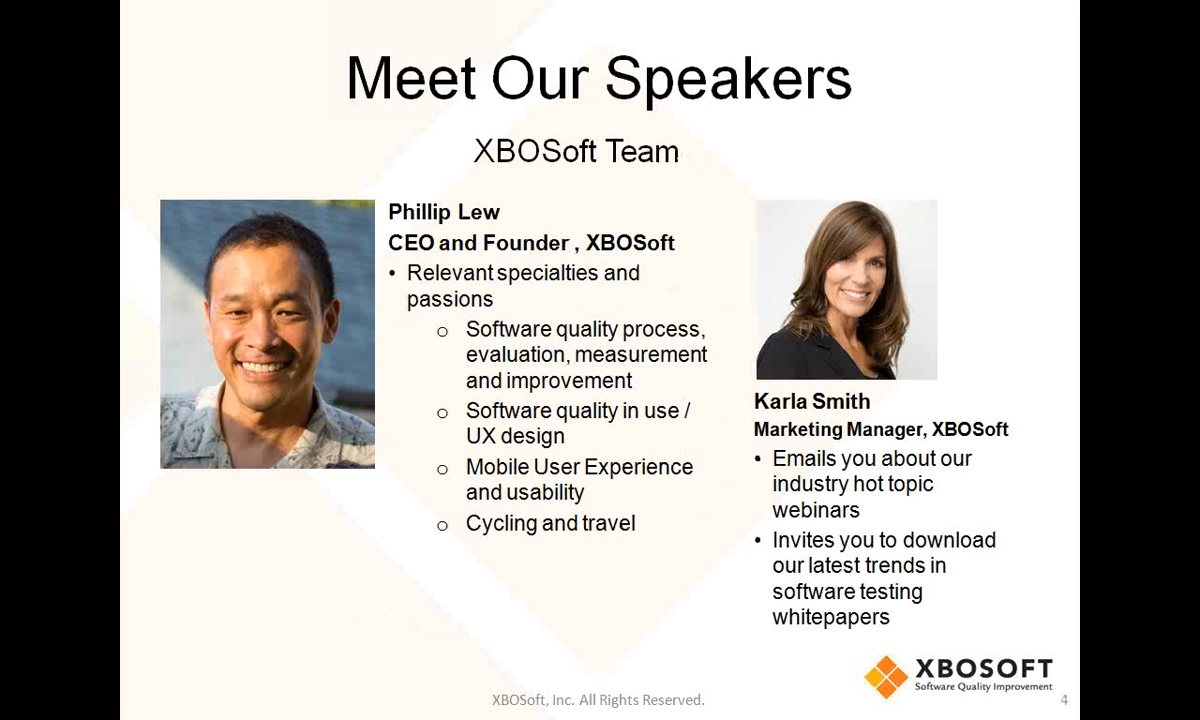 Meet Our Speakers
XBOSoft Team
Phillip Lew
CEO and Founder , XBOSoft
• Relevant specialties and
passions
o Software quality process,
evaluation, measurement
and improvement
o Software quality in use /
UX design
o Mobile User Experience
and usability
o Cycling and travel
Karla Smith
Marketing Manager, XBOSoft
• Emails you about our
industry hot topic
webinars
• Invites you to download
our latest trends in
software testing
whitepapers
XBOSOFT
Software Quality Improvement
XBOSoft, Inc. All Rights Reserved.
4